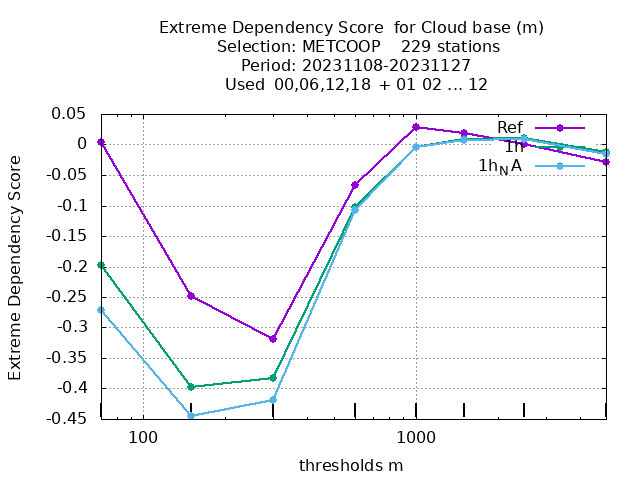 Extreme Dependency Score  for Cloud base (m)
Selection: METCOOP    229 stations
Period: 20231108-20231127
Used  00,06,12,18  + 01 02 ... 12
0.05
0
-0.05
-0.1
-0.15
-0.2
-0.25
-0.3
-0.35
-0.4
-0.45
Extreme Dependency Score
Ref
1h
1h_NA
100
1000
thresholds m